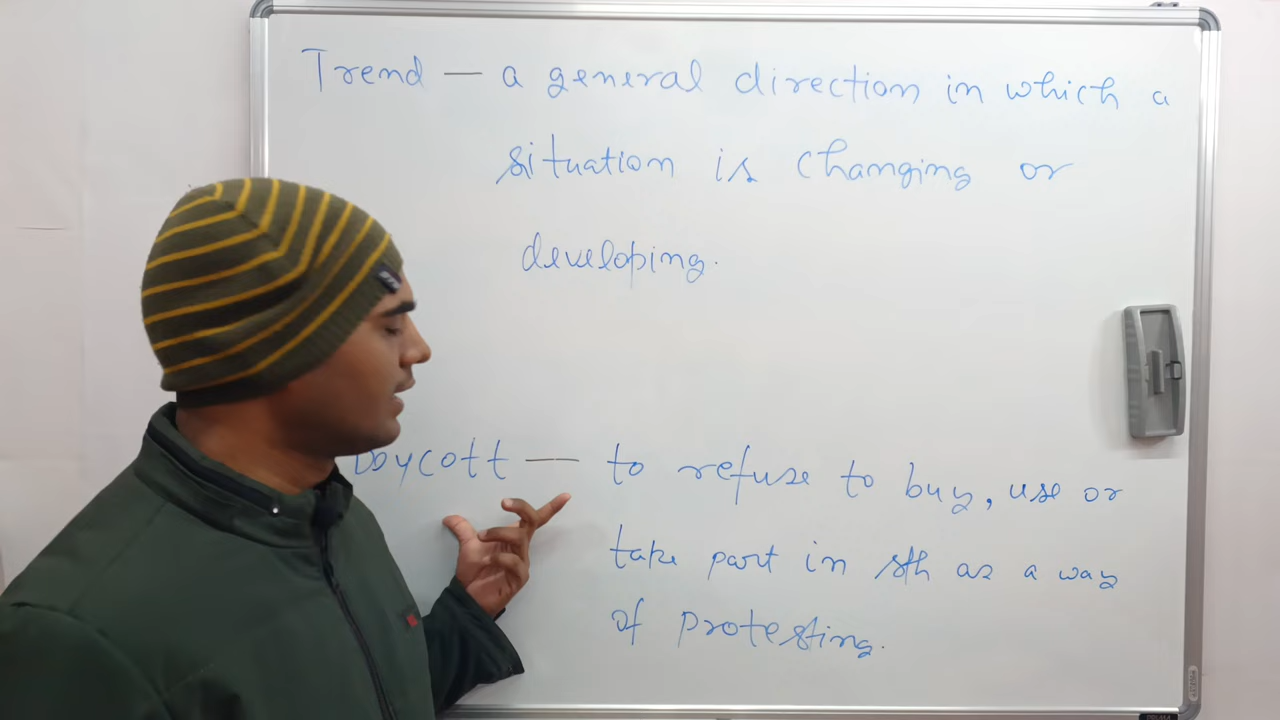 Trend — a general direction in which a
situation is changing or
developing.
Boycott — to refuse to buy, use or
take part in sth as a way
of protesting.